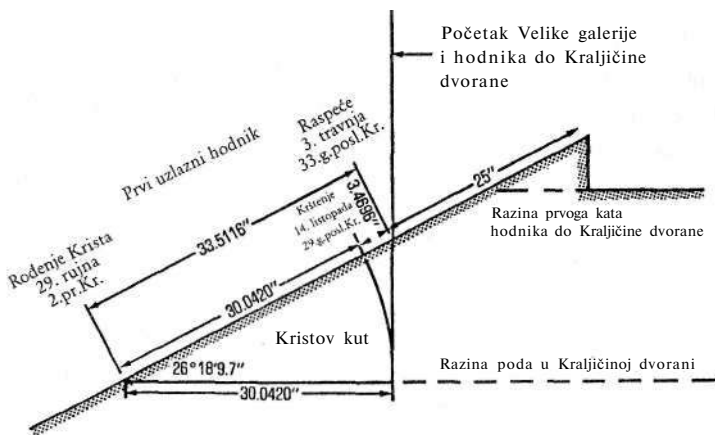 Početak Velike galerije
i hodnika do Kraljičine
dvorane
Prvi uzlazni hodnik
Raspeće
3. travnja
33.g.posl.Kr.
Rođenje Krista
29. rujna
2.pr.Kr.
33.5116"
Krštenje
14. listopada
29.g.posl.Kr.
3.4696"
25"
Razina prvoga kata
hodnika do Kraljičine dvorane
30.0420"
Kristov kut
26°18'9.7"
30.0420"
Razina poda u Kraljičinoj dvorani